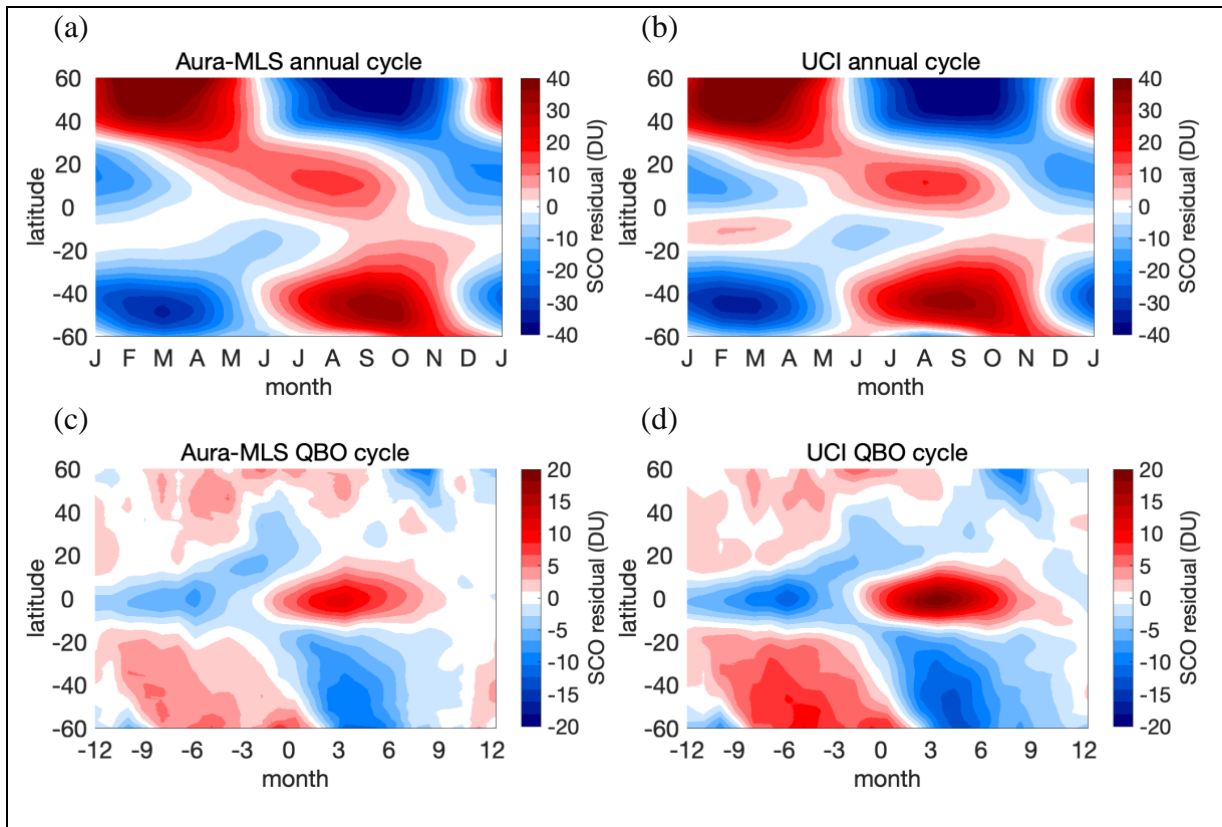 (a)
Aura-MLS annual cycle
60
40
20
0
-20
-40
-60
latitude
J F M A M J J A S O N D J
month
40
30
20
10
0
-10
-20
-30
-40
SCO residual (DU)
(b)
UCI annual cycle
60
40
20
0
-20
-40
-60
latitude
J F M A M J J A S O N D J
month
40
30
20
10
0
-10
-20
-30
-40
SCO residual (DU)
(c)
Aura-MLS QBO cycle
60
40
20
0
-20
-40
-60
latitude
-12 -9 -6 -3 0 3 6 9 12
month
20
15
10
5
0
-5
-10
-15
-20
SCO residual (DU)
(d)
UCI QBO cycle
60
40
20
0
-20
-40
-60
latitude
-12 -9 -6 -3 0 3 6 9 12
month
20
15
10
5
0
-5
-10
-15
-20
SCO residual (DU)